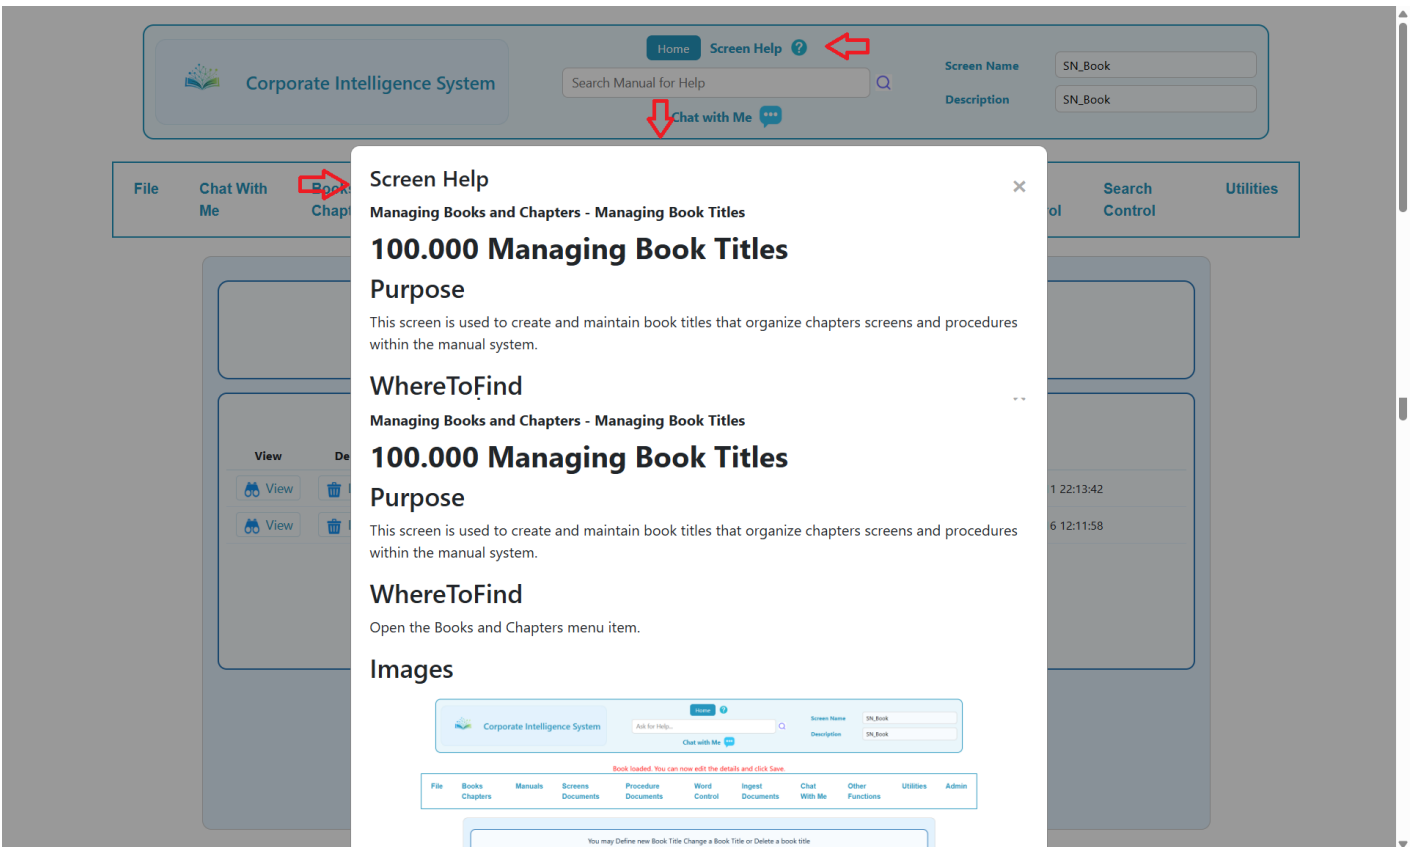 Home Screen Help ?
Corporate Intelligence System
Search Manual for Help
Chat with Me
Screen Name SN_Book
Description SN_Book
File Chat With Books Search Utilities
Me Chapt ol Control
Screen Help ×
Managing Books and Chapters - Managing Book Titles
100.000 Managing Book Titles
Purpose
This screen is used to create and maintain book titles that organize chapters screens and procedures
within the manual system.
WhereToFind
Managing Books and Chapters - Managing Book Titles
100.000 Managing Book Titles
Purpose
This screen is used to create and maintain book titles that organize chapters screens and procedures
within the manual system.
WhereToFind
Open the Books and Chapters menu item.
Images
View De
View 1 22:13:42
View 6 12:11:58
Home ?
Corporate Intelligence System
Ask for Help...
Chat with Me
Screen Name SN_Book
Description SN_Book
Book loaded. You can now edit the details and click Save.
File Books Manuals Screens Procedure Word Ingest Chat Other Utilities Admin
Chapters Documents Documents Control Documents With Me Functions
You may Define new Book Title Change a Book Title or Delete a book title